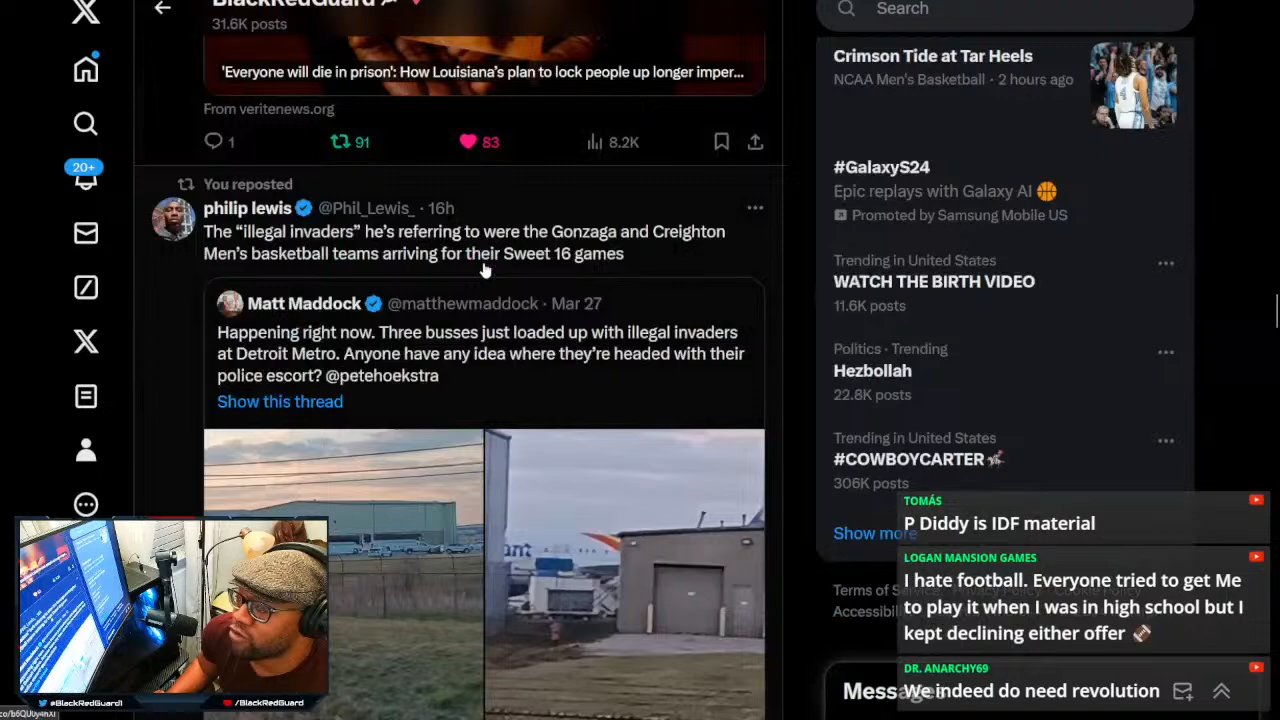 BlackRedGuard
31.6K posts
'Everyone will die in prison': How Louisiana's plan to lock people up longer imper...
From veritenews.org
1
91
83
8.2K
20+
You reposted
philip lewis @Phil_Lewis_ · 16h
The “illegal invaders” he's referring to were the Gonzaga and Creighton
Men's basketball teams arriving for their Sweet 16 games
Matt Maddock @matthewmaddock · Mar 27
Happening right now. Three busses just loaded up with illegal invaders
at Detroit Metro. Anyone have any idea where they're headed with their
police escort? @petehoekstra
Show this thread
Search
Crimson Tide at Tar Heels
NCAA Men's Basketball · 2 hours ago
#GalaxyS24
Epic replays with Galaxy AI 🏀
Promoted by Samsung Mobile US
Trending in United States
WATCH THE BIRTH VIDEO
11.6K posts
Politics · Trending
Hezbollah
22.8K posts
Trending in United States
#COWBOYCARTER
306K posts
Show more
Terms of
Accessibil
Messages
TOMÁS
P Diddy is IDF material
LOGAN MANSION GAMES
I hate football. Everyone tried to get Me
to play it when I was in high school but I
kept declining either offer 🏈
DR. ANARCHY69
We indeed do need revolution
@BlackRedGuard1
/BlackRedGuard